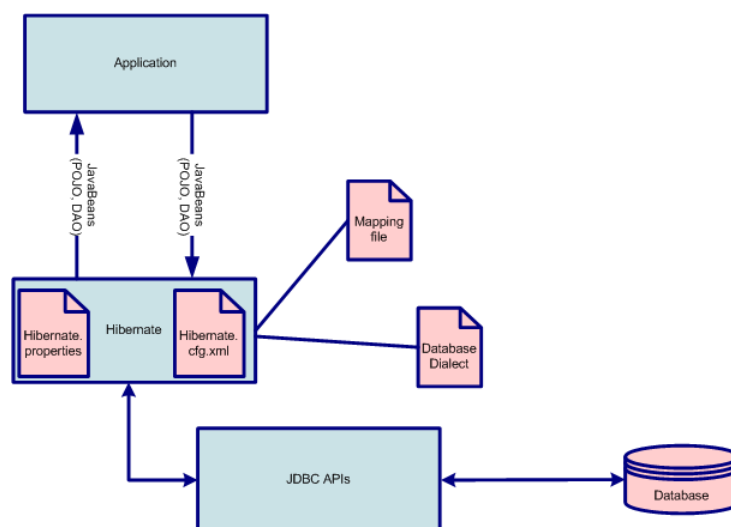 Application
JavaBeans
(POJO, DAO)
JavaBeans
(POJO, DAO)
Mapping
file
Hibernate.
properties
Hibernate
Hibernate.
cfg.xml
Database
Dialect
JDBC APIs
Database